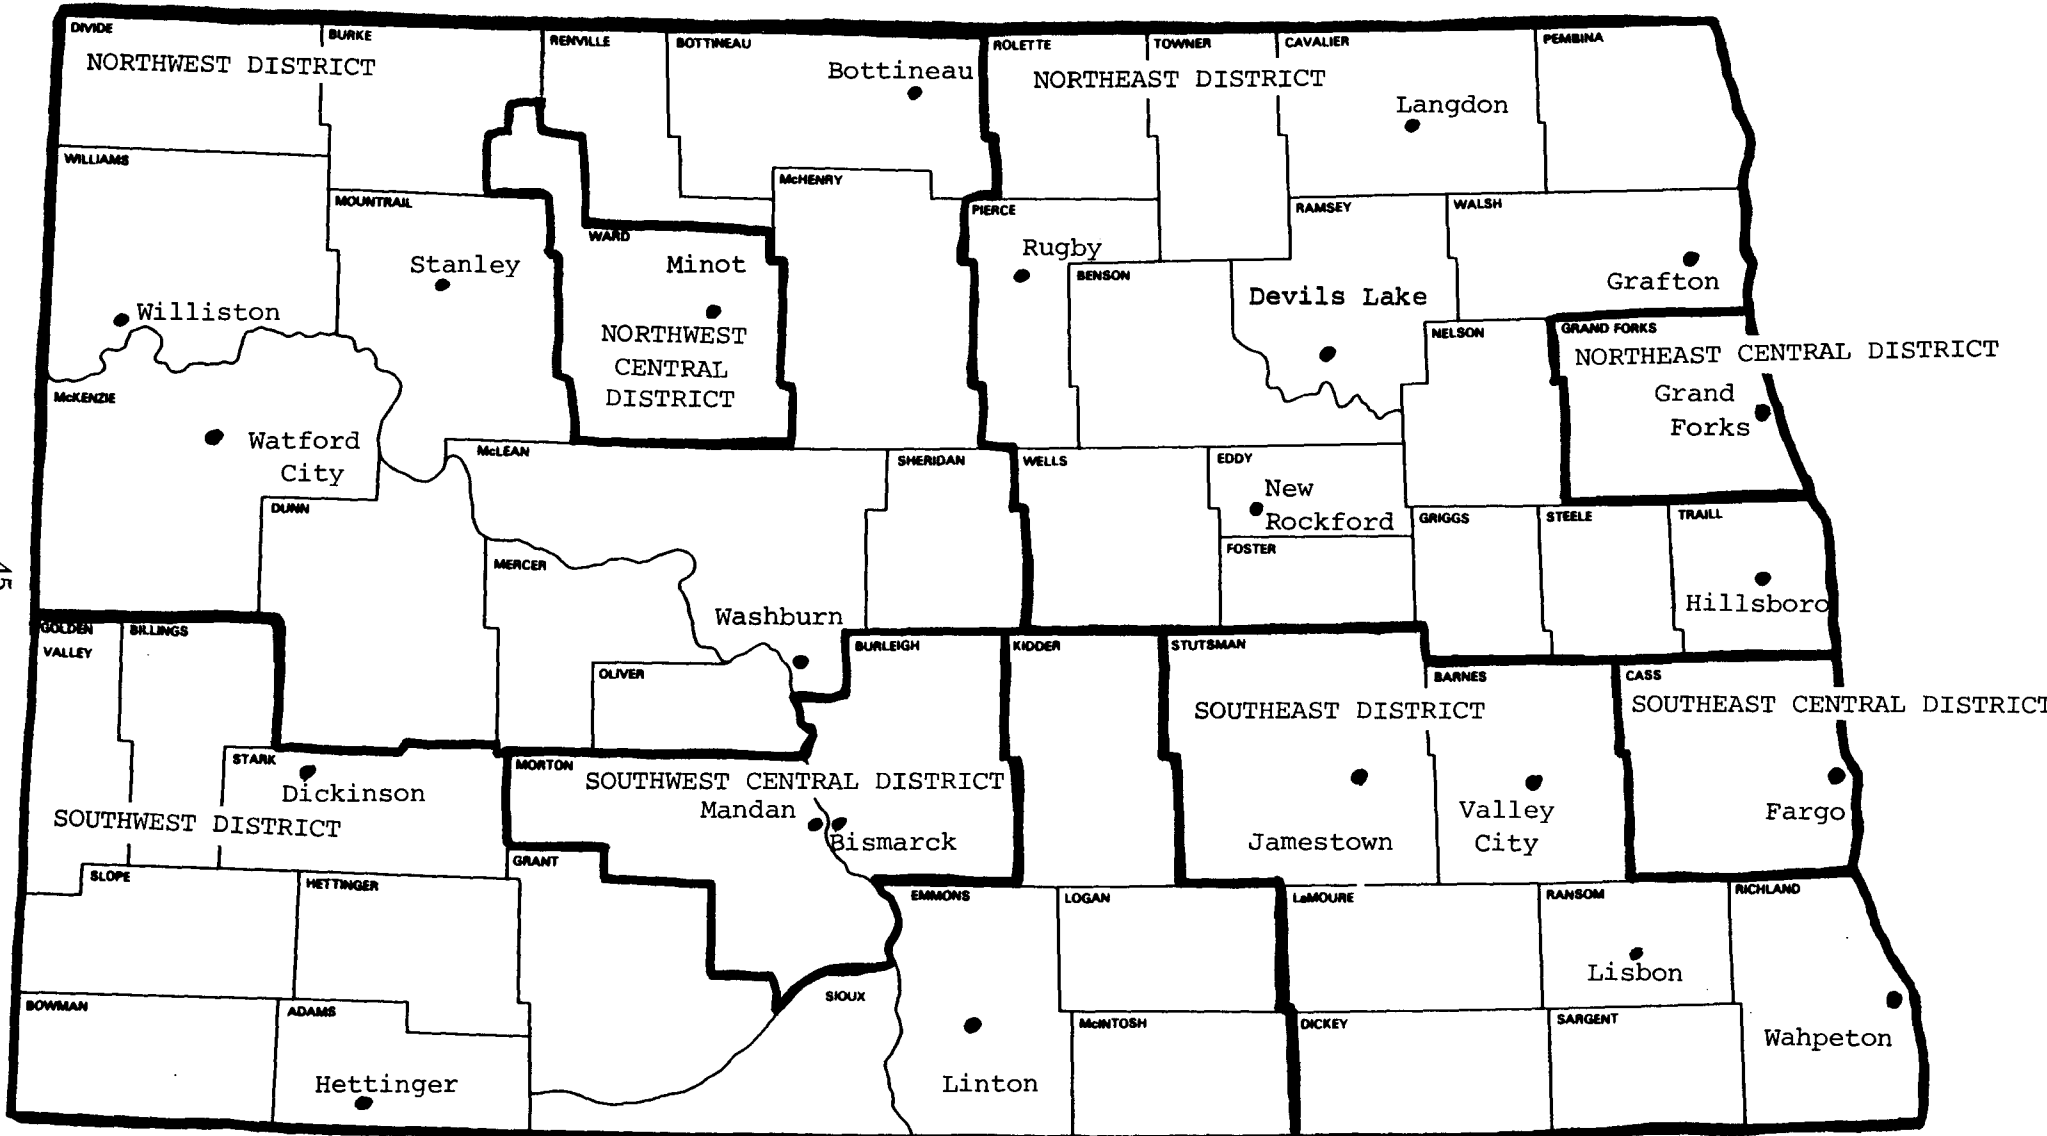 DIVIDE
BURKE
RENVILLE
BOTTINEAU
ROLETTE
TOWNER
CAVALIER
PEMBINA
NORTHWEST DISTRICT
Bottineau
NORTHEAST DISTRICT
Langdon
WILLIAMS
McHENRY
MOUNTRAIL
PIERCE
RAMSEY
WALSH
WARD
Stanley
Minot
Rugby
BENSON
Grafton
Williston
Devils Lake
NORTHWEST
CENTRAL
DISTRICT
NELSON
GRAND FORKS
NORTHEAST CENTRAL DISTRICT
Grand
Forks
McKENZIE
Watford
City
McLEAN
SHERIDAN
WELLS
EDDY
New
Rockford
DUNN
GRIGGS
STEELE
TRAILL
FOSTER
MERCER
Hillsboro
Washburn
45
GOLDEN
VALLEY
BILLINGS
BURLEIGH
KIDDER
STUTSMAN
OLIVER
BARNES
CASS
SOUTHEAST DISTRICT
SOUTHEAST CENTRAL DISTRICT
STARK
Dickinson
MORTON
SOUTHWEST CENTRAL DISTRICT
Mandan
Bismarck
SOUTHWEST DISTRICT
Jamestown
Valley
City
Fargo
SLOPE
HETTINGER
GRANT
EMMONS
LOGAN
LaMOURE
RANSOM
RICHLAND
Lisbon
BOWMAN
ADAMS
SIOUX
McINTOSH
DICKEY
SARGENT
Wahpeton
Hettinger
Linton